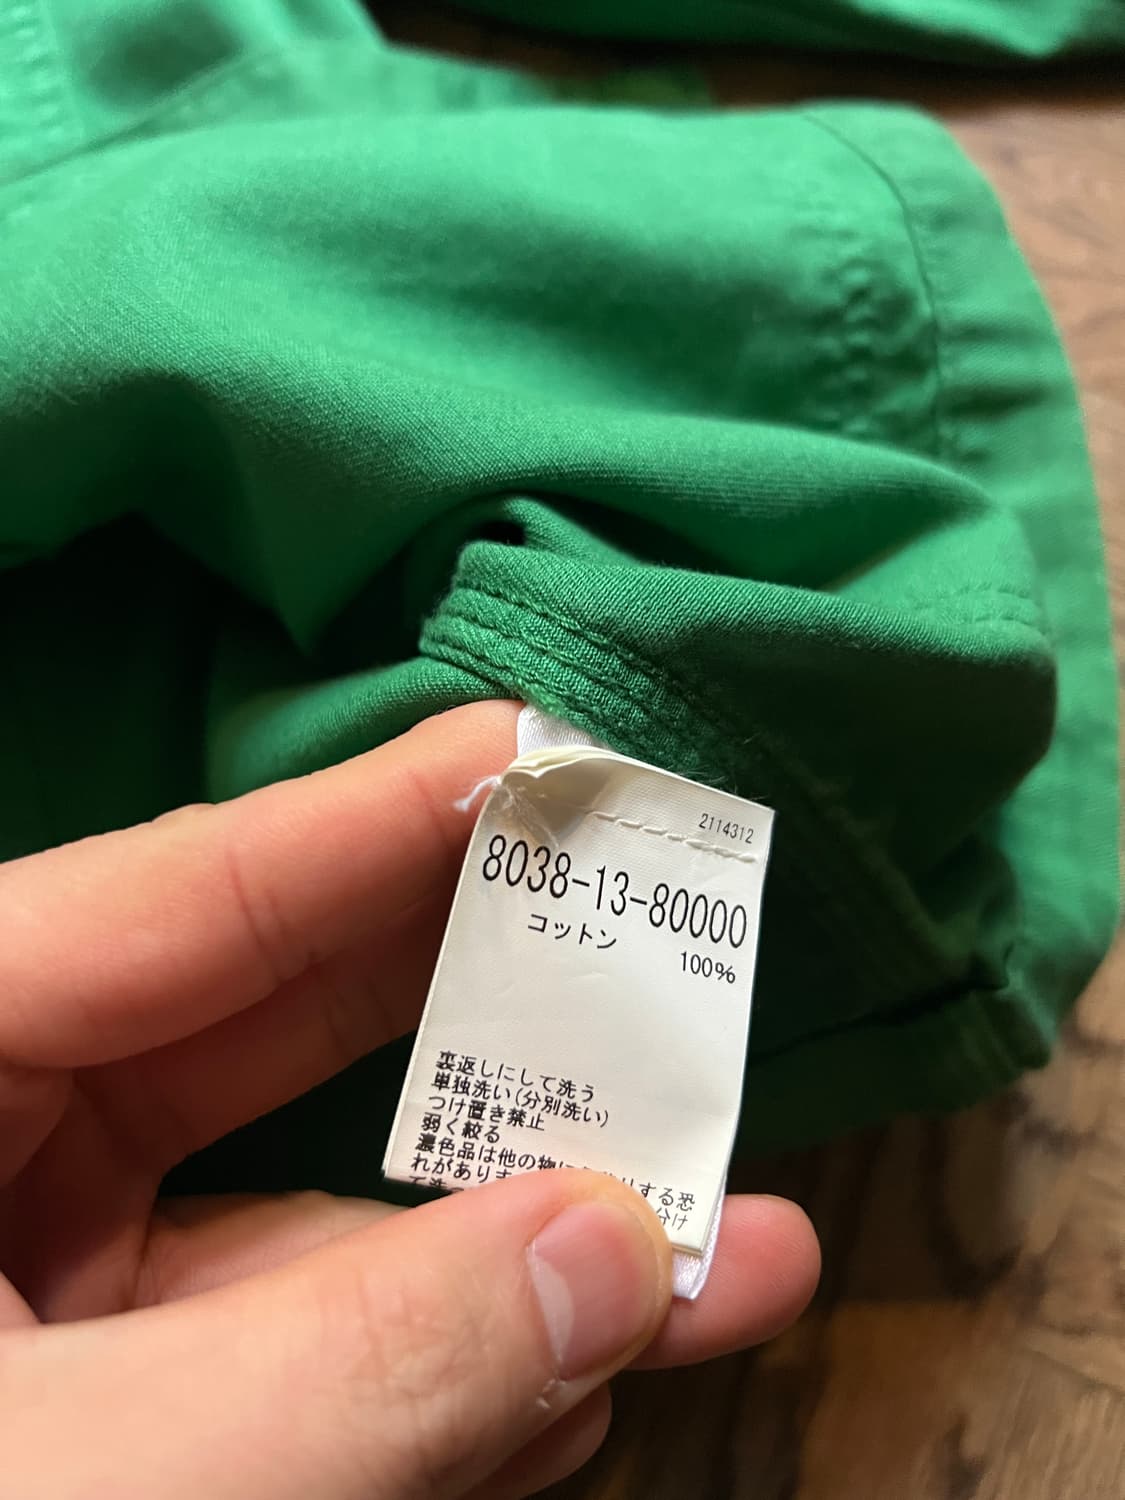 2114312
8038-13-80000
コットン
100%
裏返しにして洗う
単独洗い(分別洗い)
つけ置き禁止
弱く絞る
濃色品は他の物に する恐
れがあります
分け